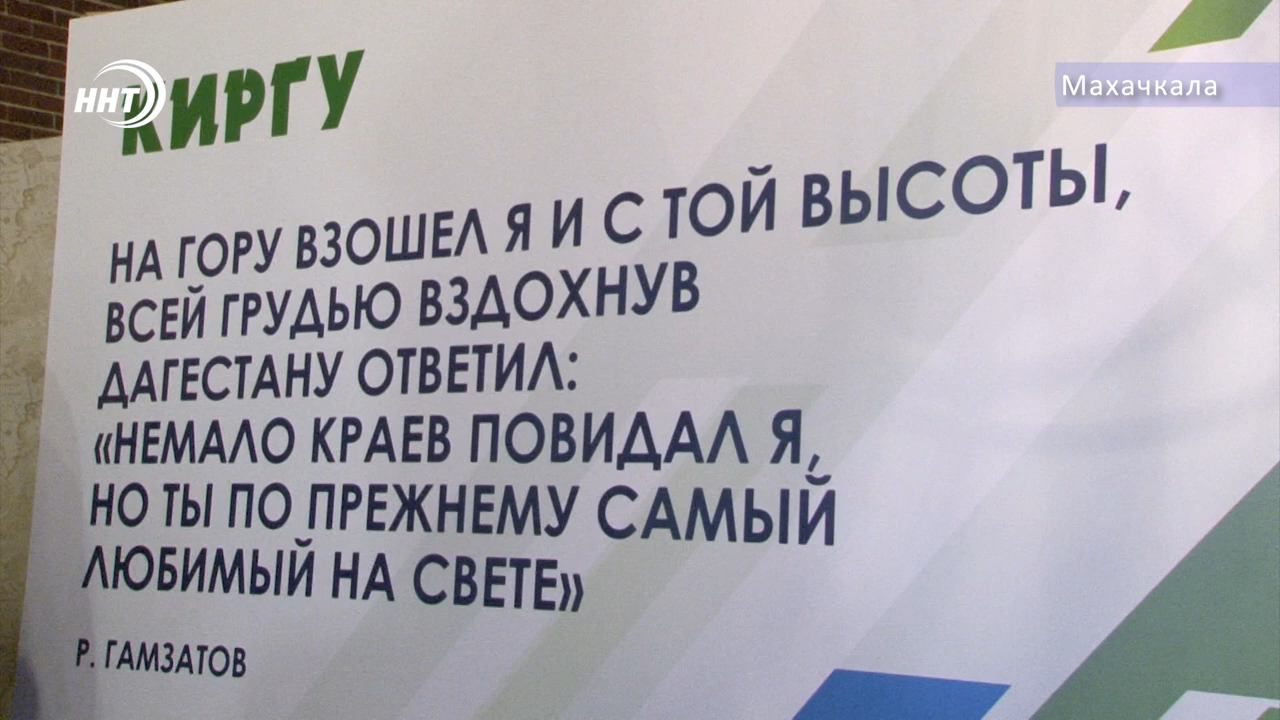 ННТ
КИРГУ
Махачкала
НА ГОРУ ВЗОШЕЛ Я И С ТОЙ ВЫСОТЫ,
ВСЕЙ ГРУДЬЮ ВЗДОХНУВ
ДАГЕСТАНУ ОТВЕТИЛ:
«НЕМАЛО КРАЕВ ПОВИДАЛ Я,
НО ТЫ ПО ПРЕЖНЕМУ САМЫЙ
ЛЮБИМЫЙ НА СВЕТЕ»
Р. ГАМЗАТОВ